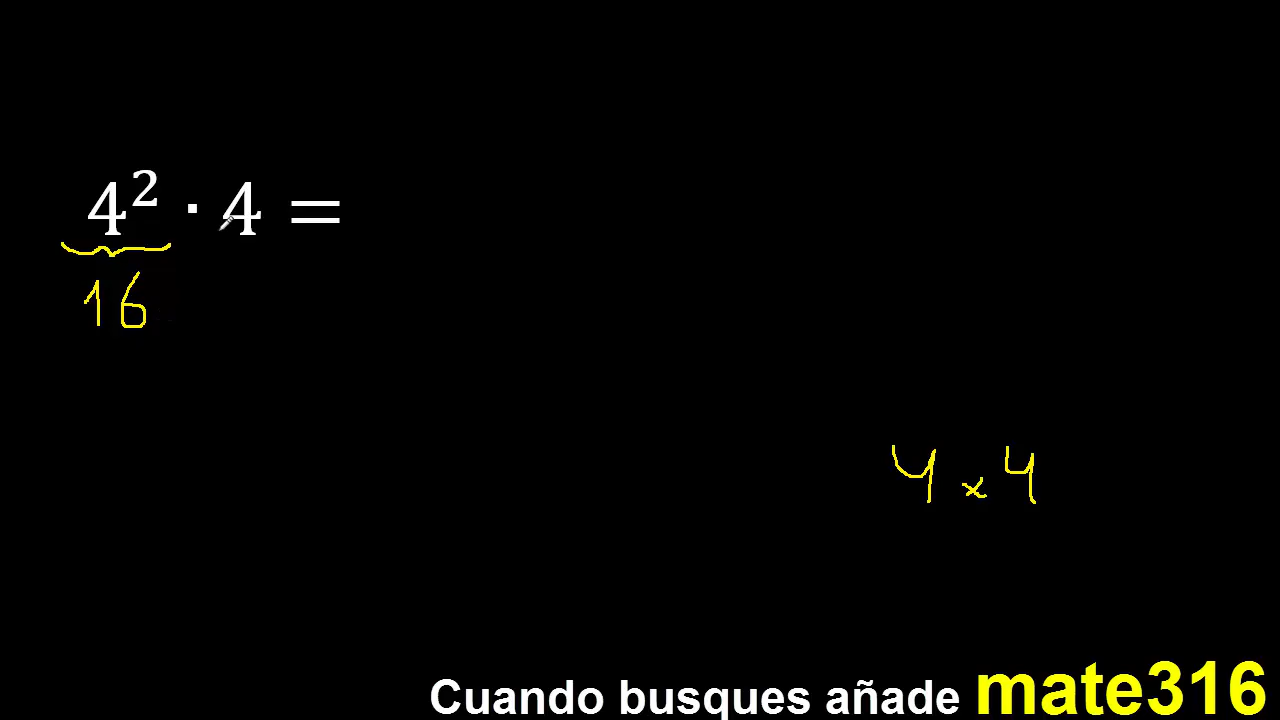 4² · 4 =
16
4 x 4
Cuando busques añade mate316